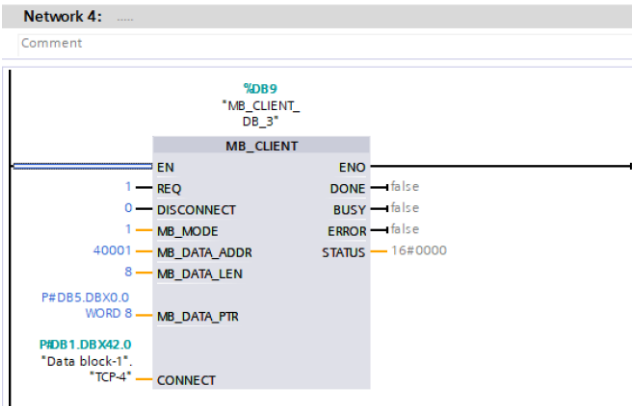 Network 4: .....
Comment
%DB9
"MB_CLIENT_
DB_3"
MB_CLIENT
EN ENO
1 REQ DONE false
0 DISCONNECT BUSY false
1 MB_MODE ERROR false
40001 MB_DATA_ADDR STATUS 16#0000
8 MB_DATA_LEN
P#DB5.DBX0.0
WORD 8 MB_DATA_PTR
P#DB1.DBX42.0
"Data block-1".
"TCP-4" CONNECT